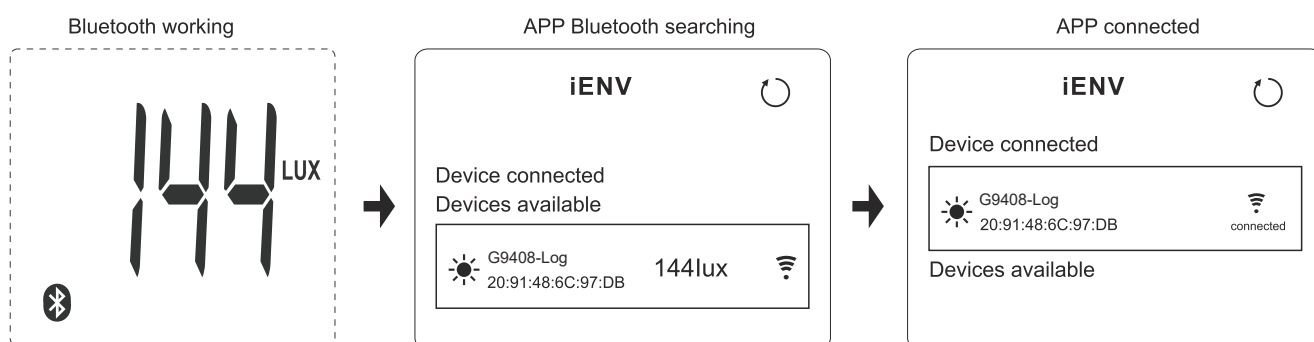 Bluetooth working
144 LUX
APP Bluetooth searching
iENV
Device connected
Devices available
G9408-Log
20:91:48:6C:97:DB
144lux
APP connected
iENV
Device connected
G9408-Log
20:91:48:6C:97:DB
connected
Devices available